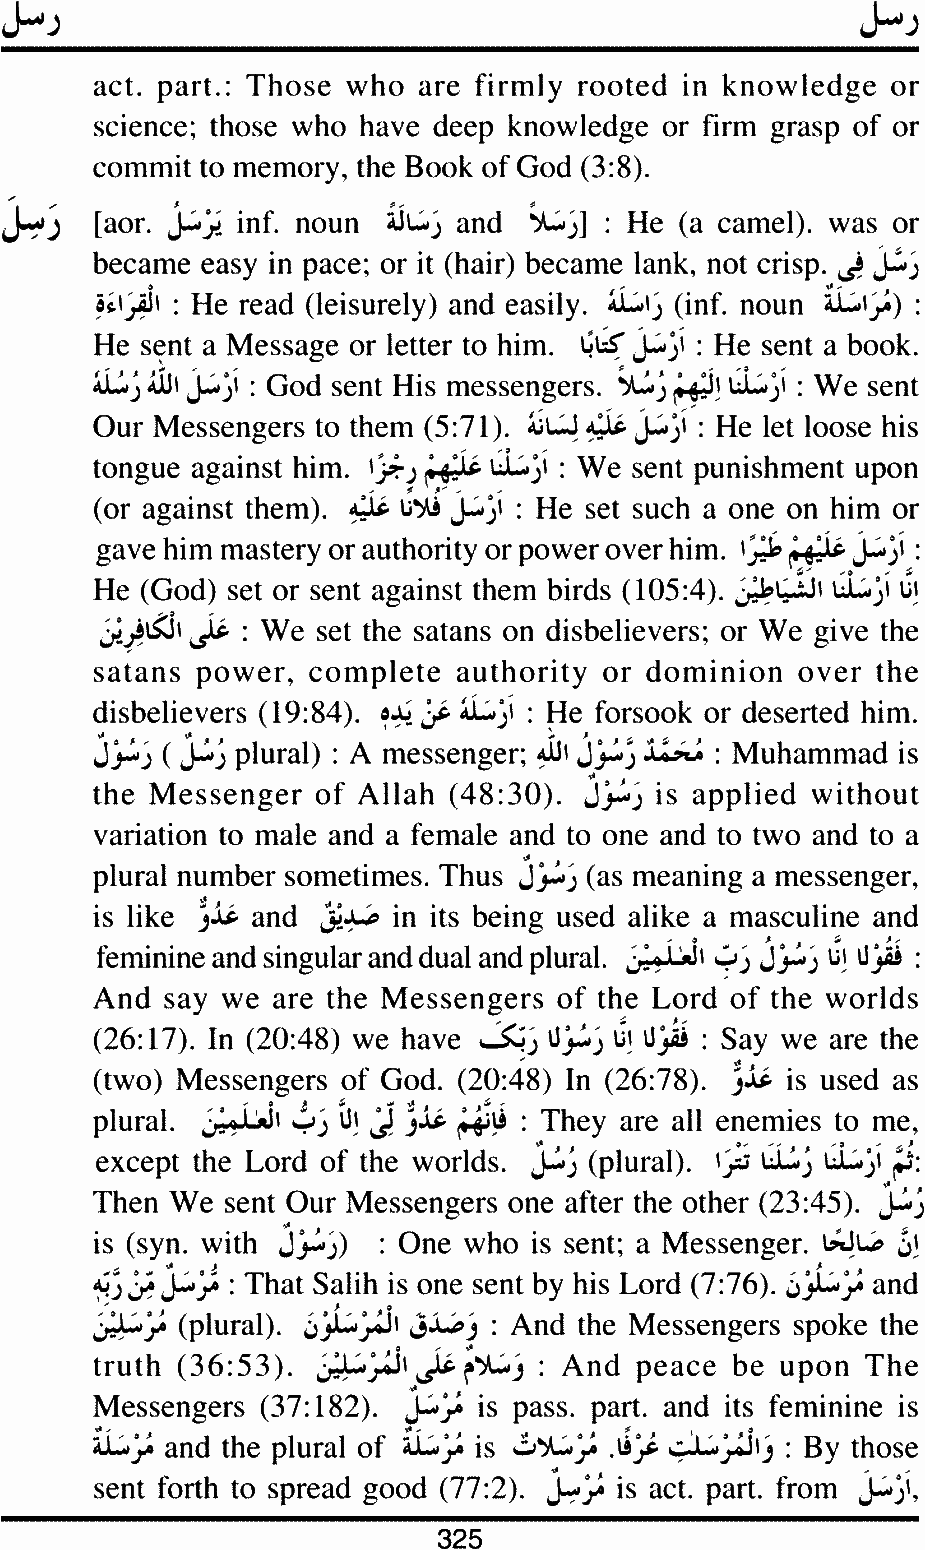 رسل رسل
act. part.: Those who are firmly rooted in knowledge or
science; those who have deep knowledge or firm grasp of or
commit to memory, the Book of God (3:8).
رَسِلَ [aor. يَرْسَلُ inf. noun رَسَالَةً and رَسَلاً] : He (a camel). was or
became easy in pace; or it (hair) became lank, not crisp. رَسَّلَ فِى
الْقِرَاءَةِ : He read (leisurely) and easily. رَاسَلَهُ (inf. noun مُرَاسَلَةً) :
He sent a Message or letter to him. اَرْسَلَ كِتَابًا : He sent a book.
اَرْسَلَ اللّٰهُ رُسُلَهُ : God sent His messengers. اَرْسَلْنَا اِلَيْهِمْ رُسُلاً : We sent
Our Messengers to them (5:71). اَرْسَلَ عَلَيْهِ لِسَانَهُ : He let loose his
tongue against him. اَرْسَلْنَا عَلَيْهِمْ رِجْزًا : We sent punishment upon
(or against them). اَرْسَلَ فُلاَنًا عَلَيْهِ : He set such a one on him or
gave him mastery or authority or power over him. اَرْسَلَ عَلَيْهِمْ طَيْرًا :
He (God) set or sent against them birds (105:4). اِنَّا اَرْسَلْنَا الشَّيَاطِيْنَ
عَلَى الْكَافِرِيْنَ : We set the satans on disbelievers; or We give the
satans power, complete authority or dominion over the
disbelievers (19:84). اَرْسَلَهُ عَنْ يَدِهِ : He forsook or deserted him.
رَسُوْلٌ ( رُسُلٌ plural) : A messenger; مُحَمَّدٌ رَّسُوْلُ اللّٰهِ : Muhammad is
the Messenger of Allah (48:30). رَسُوْلٌ is applied without
variation to male and a female and to one and to two and to a
plural number sometimes. Thus رَسُوْلٌ (as meaning a messenger,
is like عَدُوٌّ and صَدِيْقٌ in its being used alike a masculine and
feminine and singular and dual and plural. فَقُوْلَا اِنَّا رَسُوْلُ رَبِّ الْعٰلَمِيْنَ :
And say we are the Messengers of the Lord of the worlds
(26:17). In (20:48) we have فَقُوْلَا اِنَّا رَسُوْلَا رَبِّكَ : Say we are the
(two) Messengers of God. (20:48) In (26:78). عَدُوٌّ is used as
plural. فَاِنَّهُمْ عَدُوٌّ لِّى اِلاَّ رَبُّ الْعٰلَمِيْنَ : They are all enemies to me,
except the Lord of the worlds. رُسُلٌ (plural). ثُمَّ اَرْسَلْنَا رُسُلَنَا تَتْرَا:
Then We sent Our Messengers one after the other (23:45). رُسُلٌ
is (syn. with رَسُوْلٌ) : One who is sent; a Messenger. اِنَّ صَالِحًا
مُرْسَلٌ مِّنْ رَّبِّهٖ : That Salih is one sent by his Lord (7:76). مُرْسَلُوْنَ and
مُرْسَلِيْنَ (plural). وَصَدَقَ الْمُرْسَلُوْنَ : And the Messengers spoke the
truth (36:53). وَسَلاَمٌ عَلَى الْمُرْسَلِيْنَ : And peace be upon The
Messengers (37:182). مُرْسَلٌ is pass. part. and its feminine is
مُرْسَلَةٌ and the plural of مُرْسَلَةٌ is مُرْسَلاَتٌ. وَالْمُرْسَلٰتِ عُرْفًا : By those
sent forth to spread good (77:2). مُرْسِلٌ is act. part. from اَرْسَلَ,
325